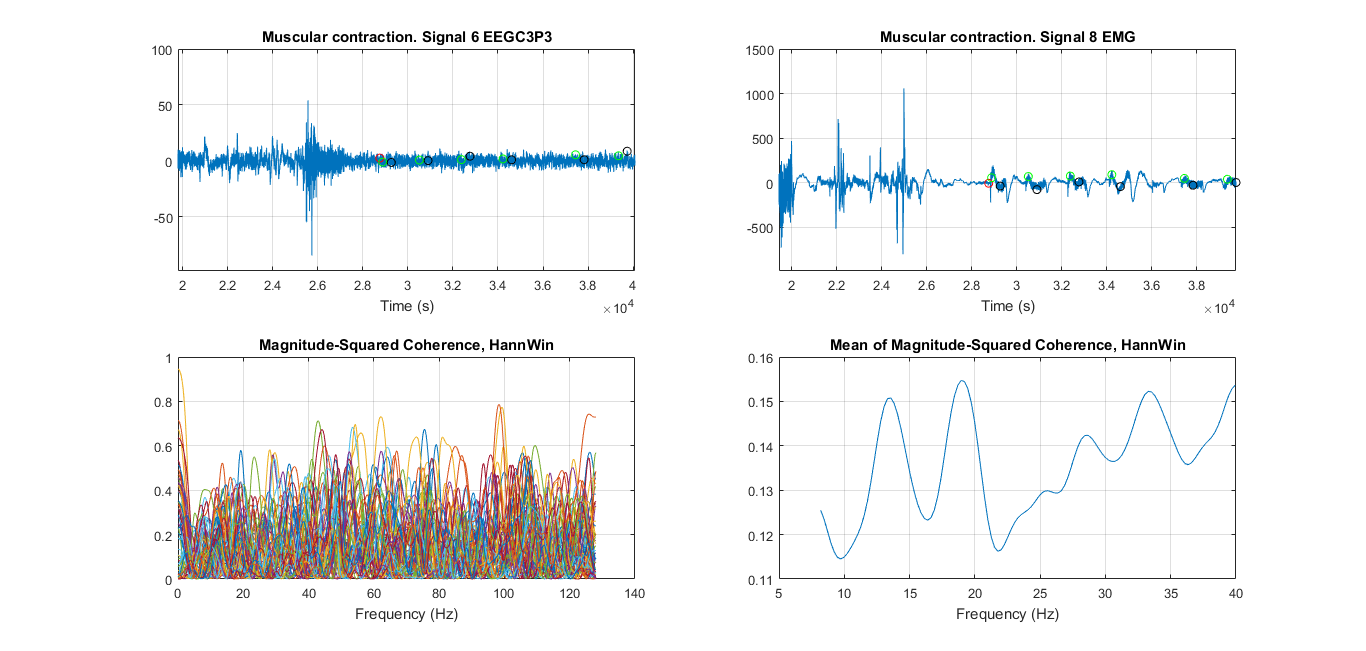 Muscular contraction. Signal 6 EEGC3P3
100
50
0
-50
2 2.2 2.4 2.6 2.8 3 3.2 3.4 3.6 3.8 4
Time (s)
×10^4
Muscular contraction. Signal 8 EMG
1500
1000
500
0
-500
2 2.2 2.4 2.6 2.8 3 3.2 3.4 3.6 3.8
Time (s)
×10^4
Magnitude-Squared Coherence, HannWin
1
0.8
0.6
0.4
0.2
0
0 20 40 60 80 100 120 140
Frequency (Hz)
Mean of Magnitude-Squared Coherence, HannWin
0.16
0.15
0.14
0.13
0.12
0.11
5 10 15 20 25 30 35 40
Frequency (Hz)